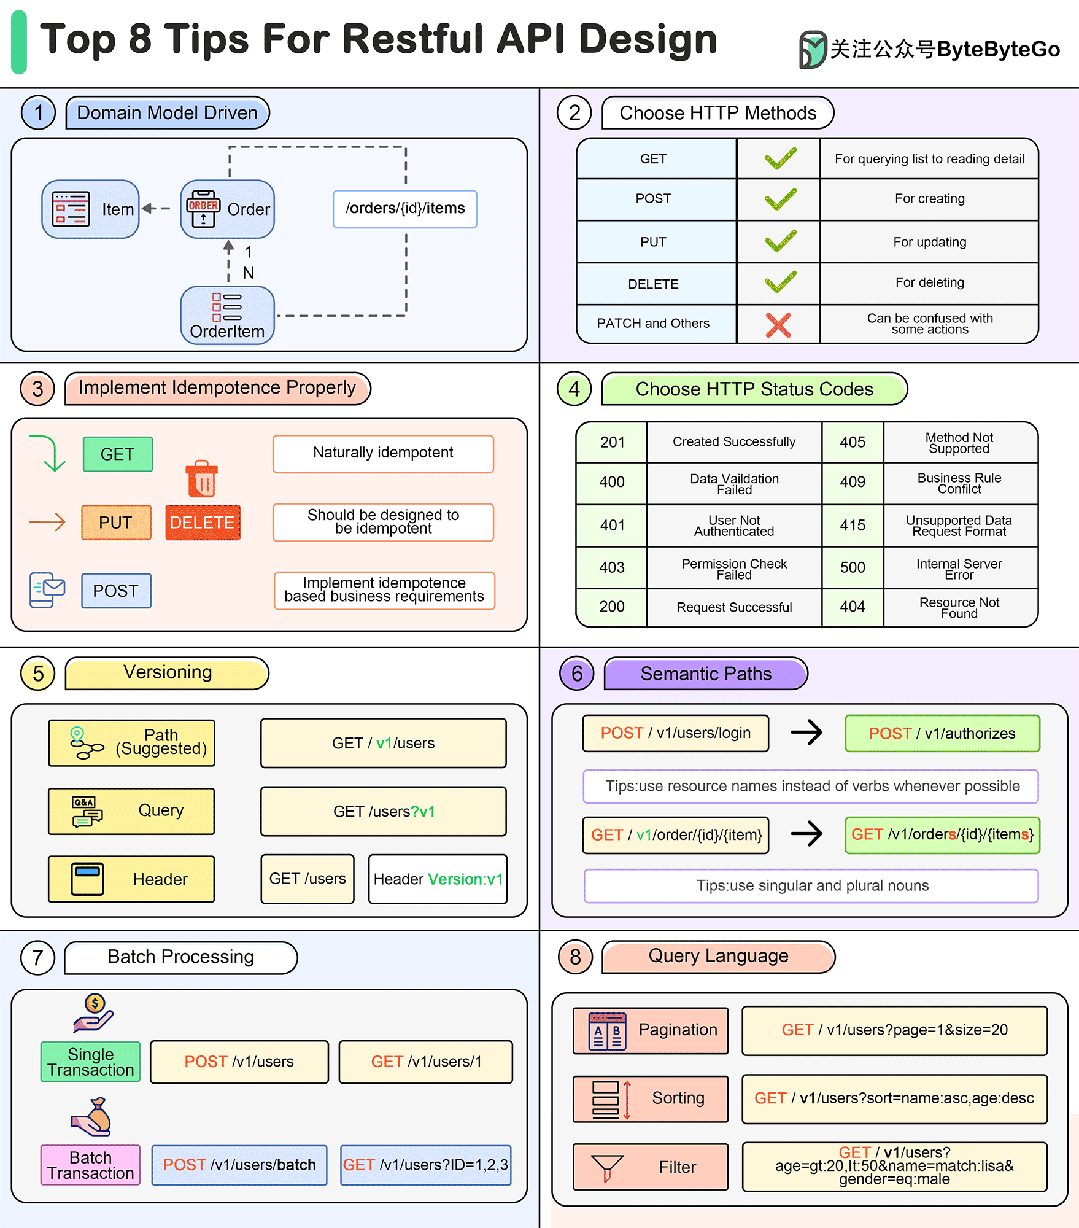 Top 8 Tips For Restful API Design
关注公众号ByteByteGo
1
Domain Model Driven
Item
ORDER
Order
/orders/{id}/items
1
N
OrderItem
2
Choose HTTP Methods
GET
For querying list to reading detail
POST
For creating
PUT
For updating
DELETE
For deleting
PATCH and Others
Can be confused with
some actions
3
Implement Idempotence Properly
GET
Naturally idempotent
PUT
DELETE
Should be designed to
be idempotent
POST
Implement idempotence
based business requirements
4
Choose HTTP Status Codes
201
Created Successfully
405
Method Not
Supported
400
Data Vaildation
Failed
409
Business Rule
Conflict
401
User Not
Authenticated
415
Unsupported Data
Request Format
403
Permission Check
Failed
500
Internal Server
Error
200
Request Successful
404
Resource Not
Found
5
Versioning
Path
(Suggested)
GET / v1/users
Q&A
Query
GET /users?v1
Header
GET /users
Header Version:v1
6
Semantic Paths
POST / v1/users/login
POST / v1/authorizes
Tips:use resource names instead of verbs whenever possible
GET / v1/order/{id}/{item}
GET /v1/orders/{id}/{items}
Tips:use singular and plural nouns
7
Batch Processing
$
Single
Transaction
POST /v1/users
GET /v1/users/1
Batch
Transaction
POST /v1/users/batch
GET /v1/users?ID=1,2,3
8
Query Language
A B
Pagination
GET / v1/users?page=1&size=20
Sorting
GET / v1/users?sort=name:asc,age:desc
Filter
GET / v1/users?
age=gt:20,lt:50&name=match:lisa&
gender=eq:male